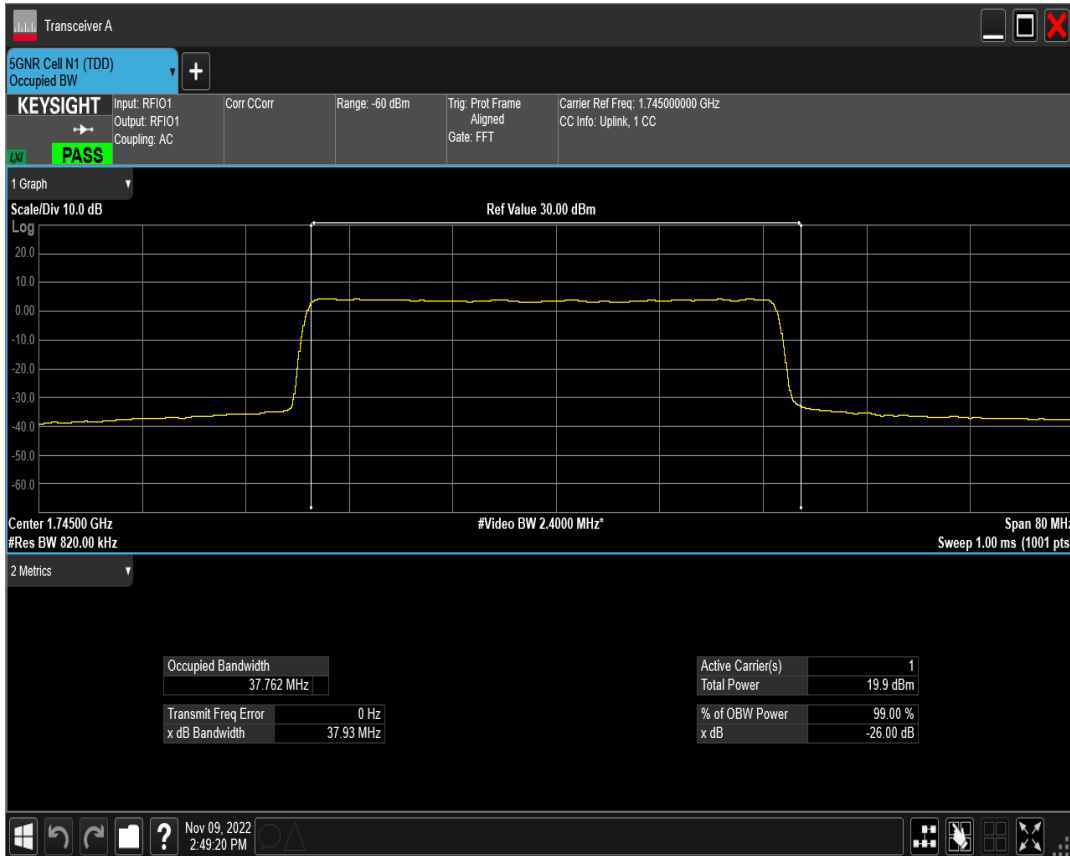 Transceiver A
5GNR Cell N1 (TDD)
Occupied BW
+
KEYSIGHT
Input: RFIO1
Output: RFIO1
Coupling: AC
Corr CCorr
Range: -60 dBm
Trig: Prot Frame
Aligned
Gate: FFT
Carrier Ref Freq: 1.745000000 GHz
CC Info: Uplink, 1 CC
LXI
PASS
1 Graph
Scale/Div 10.0 dB
Ref Value 30.00 dBm
Log
20.0
10.0
0.00
-10.0
-20.0
-30.0
-40.0
-50.0
-60.0
Center 1.74500 GHz
#Video BW 2.4000 MHz*
Span 80 MHz
#Res BW 820.00 kHz
Sweep 1.00 ms (1001 pts
2 Metrics
Occupied Bandwidth
37.762 MHz
Transmit Freq Error 0 Hz
x dB Bandwidth 37.93 MHz
Active Carrier(s) 1
Total Power 19.9 dBm
% of OBW Power 99.00 %
x dB -26.00 dB
?
Nov 09, 2022
2:49:20 PM